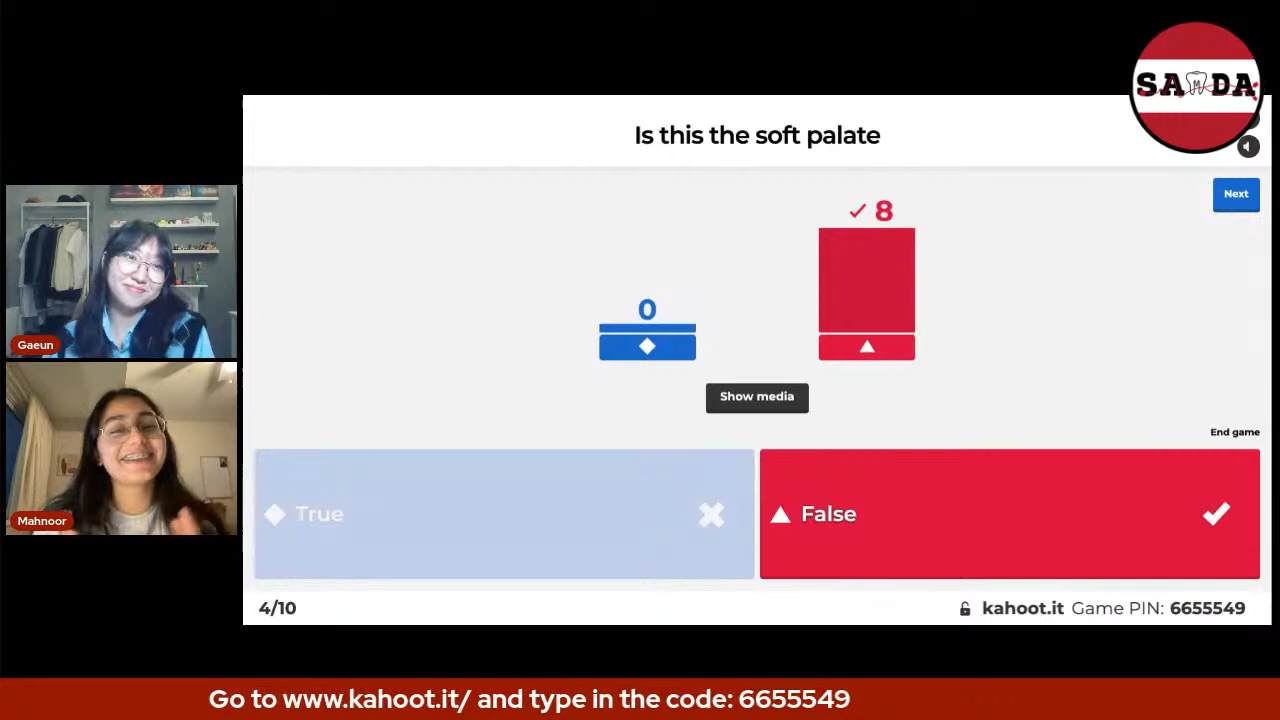 SAMDA
Is this the soft palate
Next
8
0
Show media
End game
True
False
4/10
kahoot.it Game PIN: 6655549
Gaeun
Mahnoor
Go to www.kahoot.it/ and type in the code: 6655549